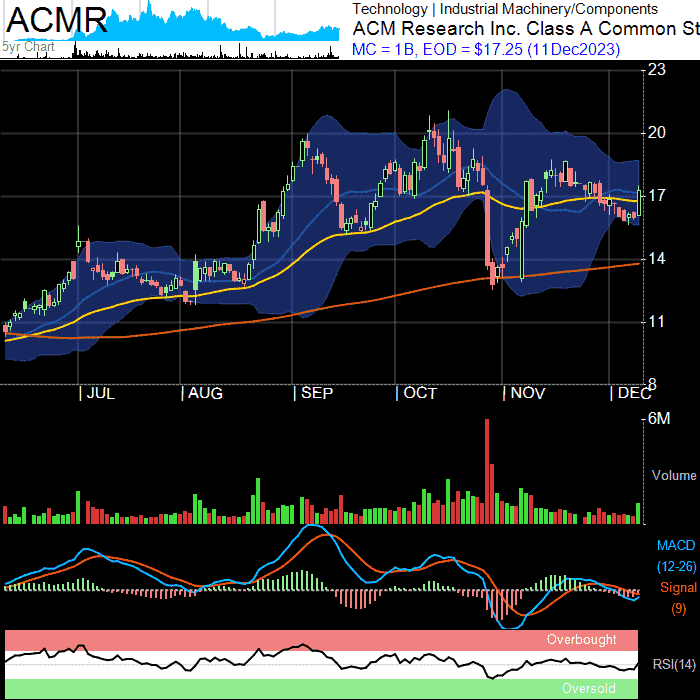 ACMR
5yr Chart
Technology | Industrial Machinery/Components
ACM Research Inc. Class A Common St
MC = 1B, EOD = $17.25 (11Dec2023)
23
20
17
14
11
8
| JUL | AUG | SEP | OCT | NOV | DEC
6M
Volume
MACD
(12-26)
Signal
(9)
Overbought
RSI(14)
Oversold